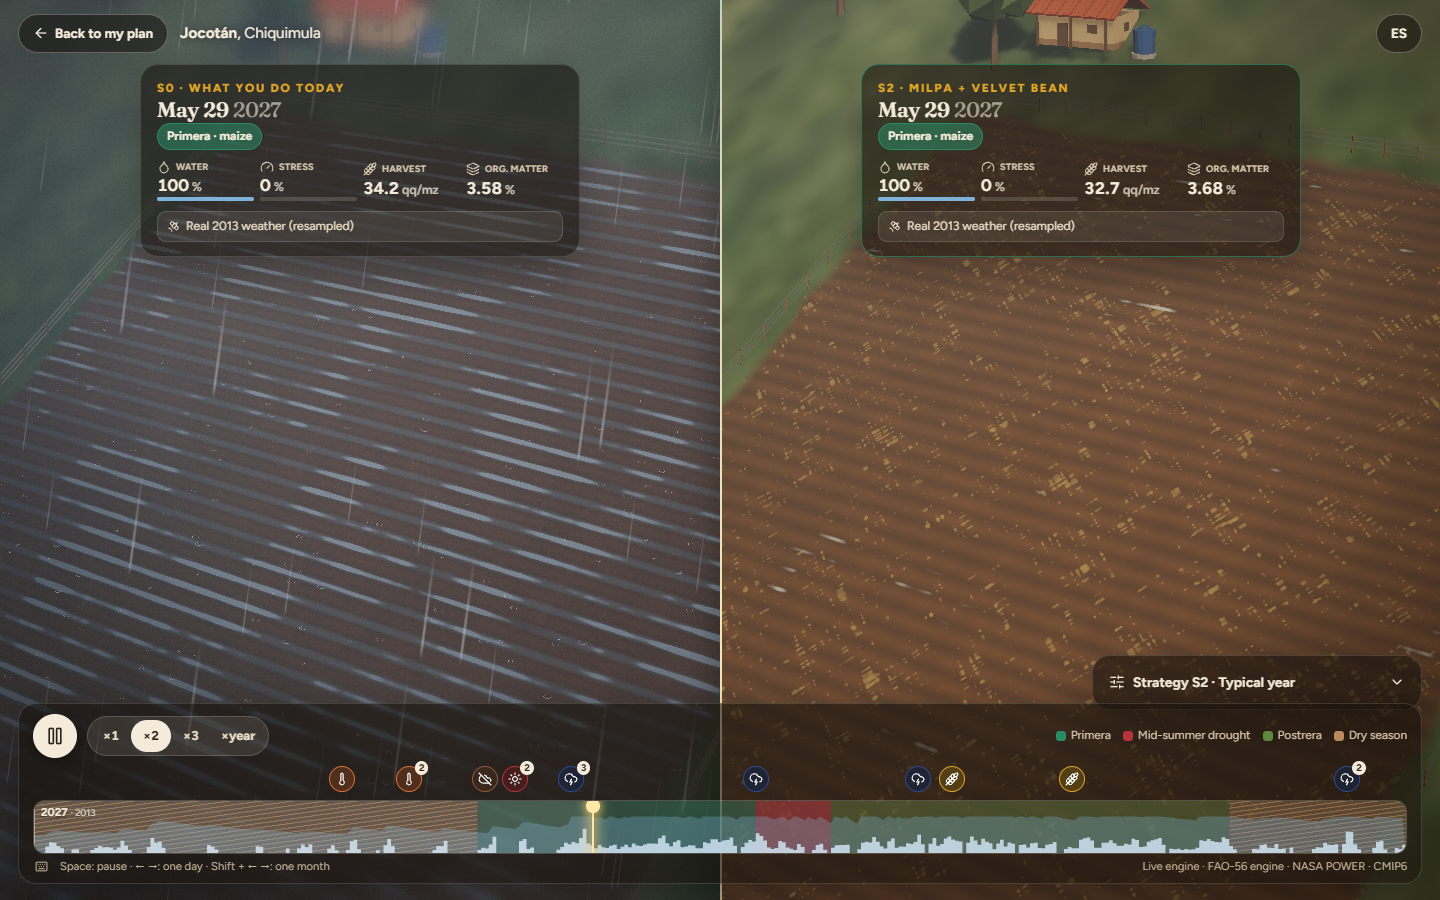 Back to my plan
Jocotán, Chiquimula
ES
S0 · WHAT YOU DO TODAY
May 29 2027
Primera · maize
WATER
100 %
STRESS
0 %
HARVEST
34.2 qq/mz
ORG. MATTER
3.58 %
Real 2013 weather (resampled)
S2 · MILPA + VELVET BEAN
May 29 2027
Primera · maize
WATER
100 %
STRESS
0 %
HARVEST
32.7 qq/mz
ORG. MATTER
3.68 %
Real 2013 weather (resampled)
Strategy S2 · Typical year
×1
×2
×3
×year
Primera
Mid-summer drought
Postrera
Dry season
2
2
3
2
2027 · 2013
Space: pause · ← →: one day · Shift + ← →: one month
Live engine · FAO-56 engine · NASA POWER · CMIP6